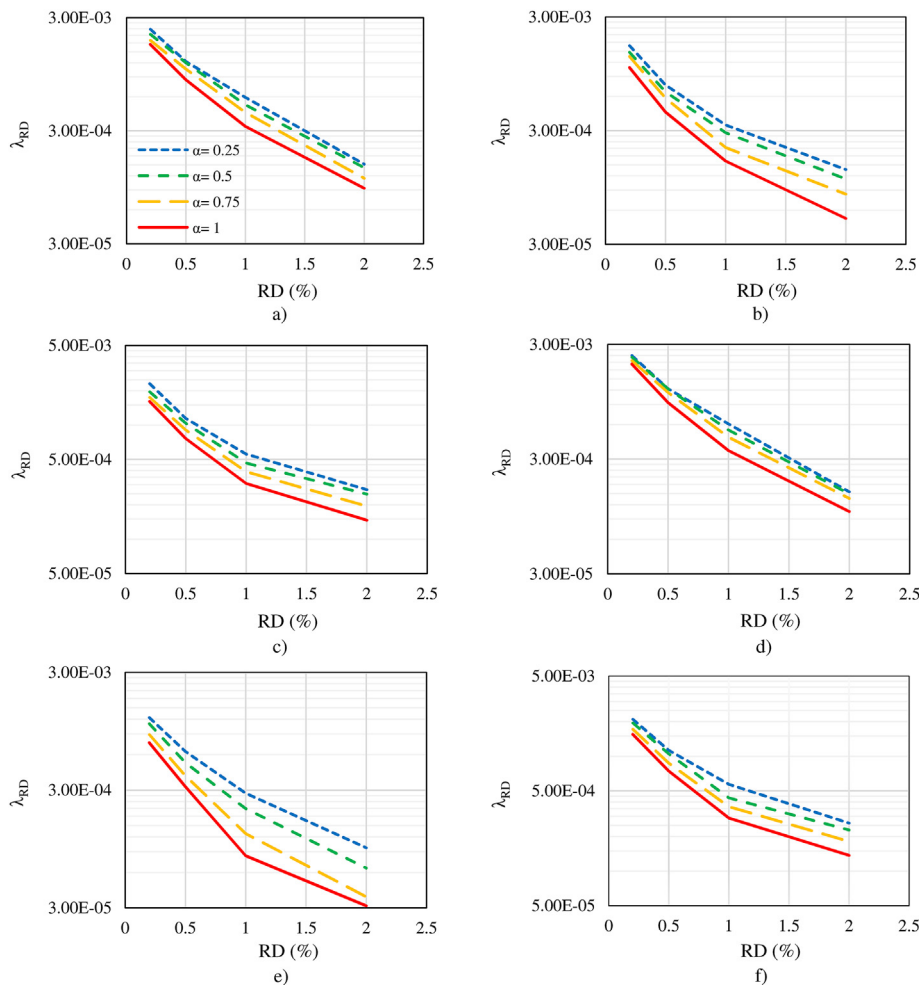 3.00E-03
3.00E-04
3.00E-05
λRD
α= 0.25
α= 0.5
α= 0.75
α= 1
0 0.5 1 1.5 2 2.5
RD (%)
a)
3.00E-03
3.00E-04
3.00E-05
λRD
0 0.5 1 1.5 2 2.5
RD (%)
b)
5.00E-03
5.00E-04
5.00E-05
λRD
0 0.5 1 1.5 2 2.5
RD (%)
c)
3.00E-03
3.00E-04
3.00E-05
λRD
0 0.5 1 1.5 2 2.5
RD (%)
d)
3.00E-03
3.00E-04
3.00E-05
λRD
0 0.5 1 1.5 2 2.5
RD (%)
e)
5.00E-03
5.00E-04
5.00E-05
λRD
0 0.5 1 1.5 2 2.5
RD (%)
f)